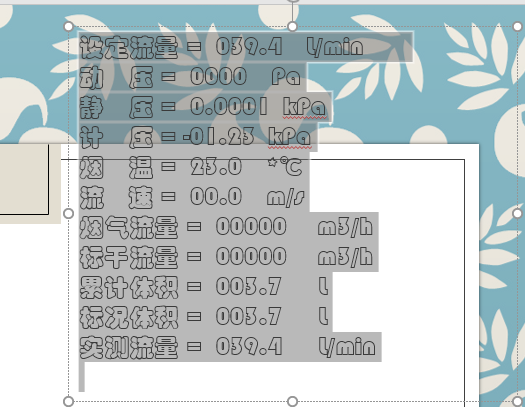 设定流量 = 039.4 L/min
动 压 = 0000 Pa
静 压 = 0.0001 kPa
计 压 = -01.23 kPa
烟 温 = 23.0 *℃
流 速 = 00.0 m/s
烟气流量 = 00000 m3/h
标干流量 = 00000 m3/h
累计体积 = 003.7 L
标况体积 = 003.7 L
实测流量 = 039.4 L/min